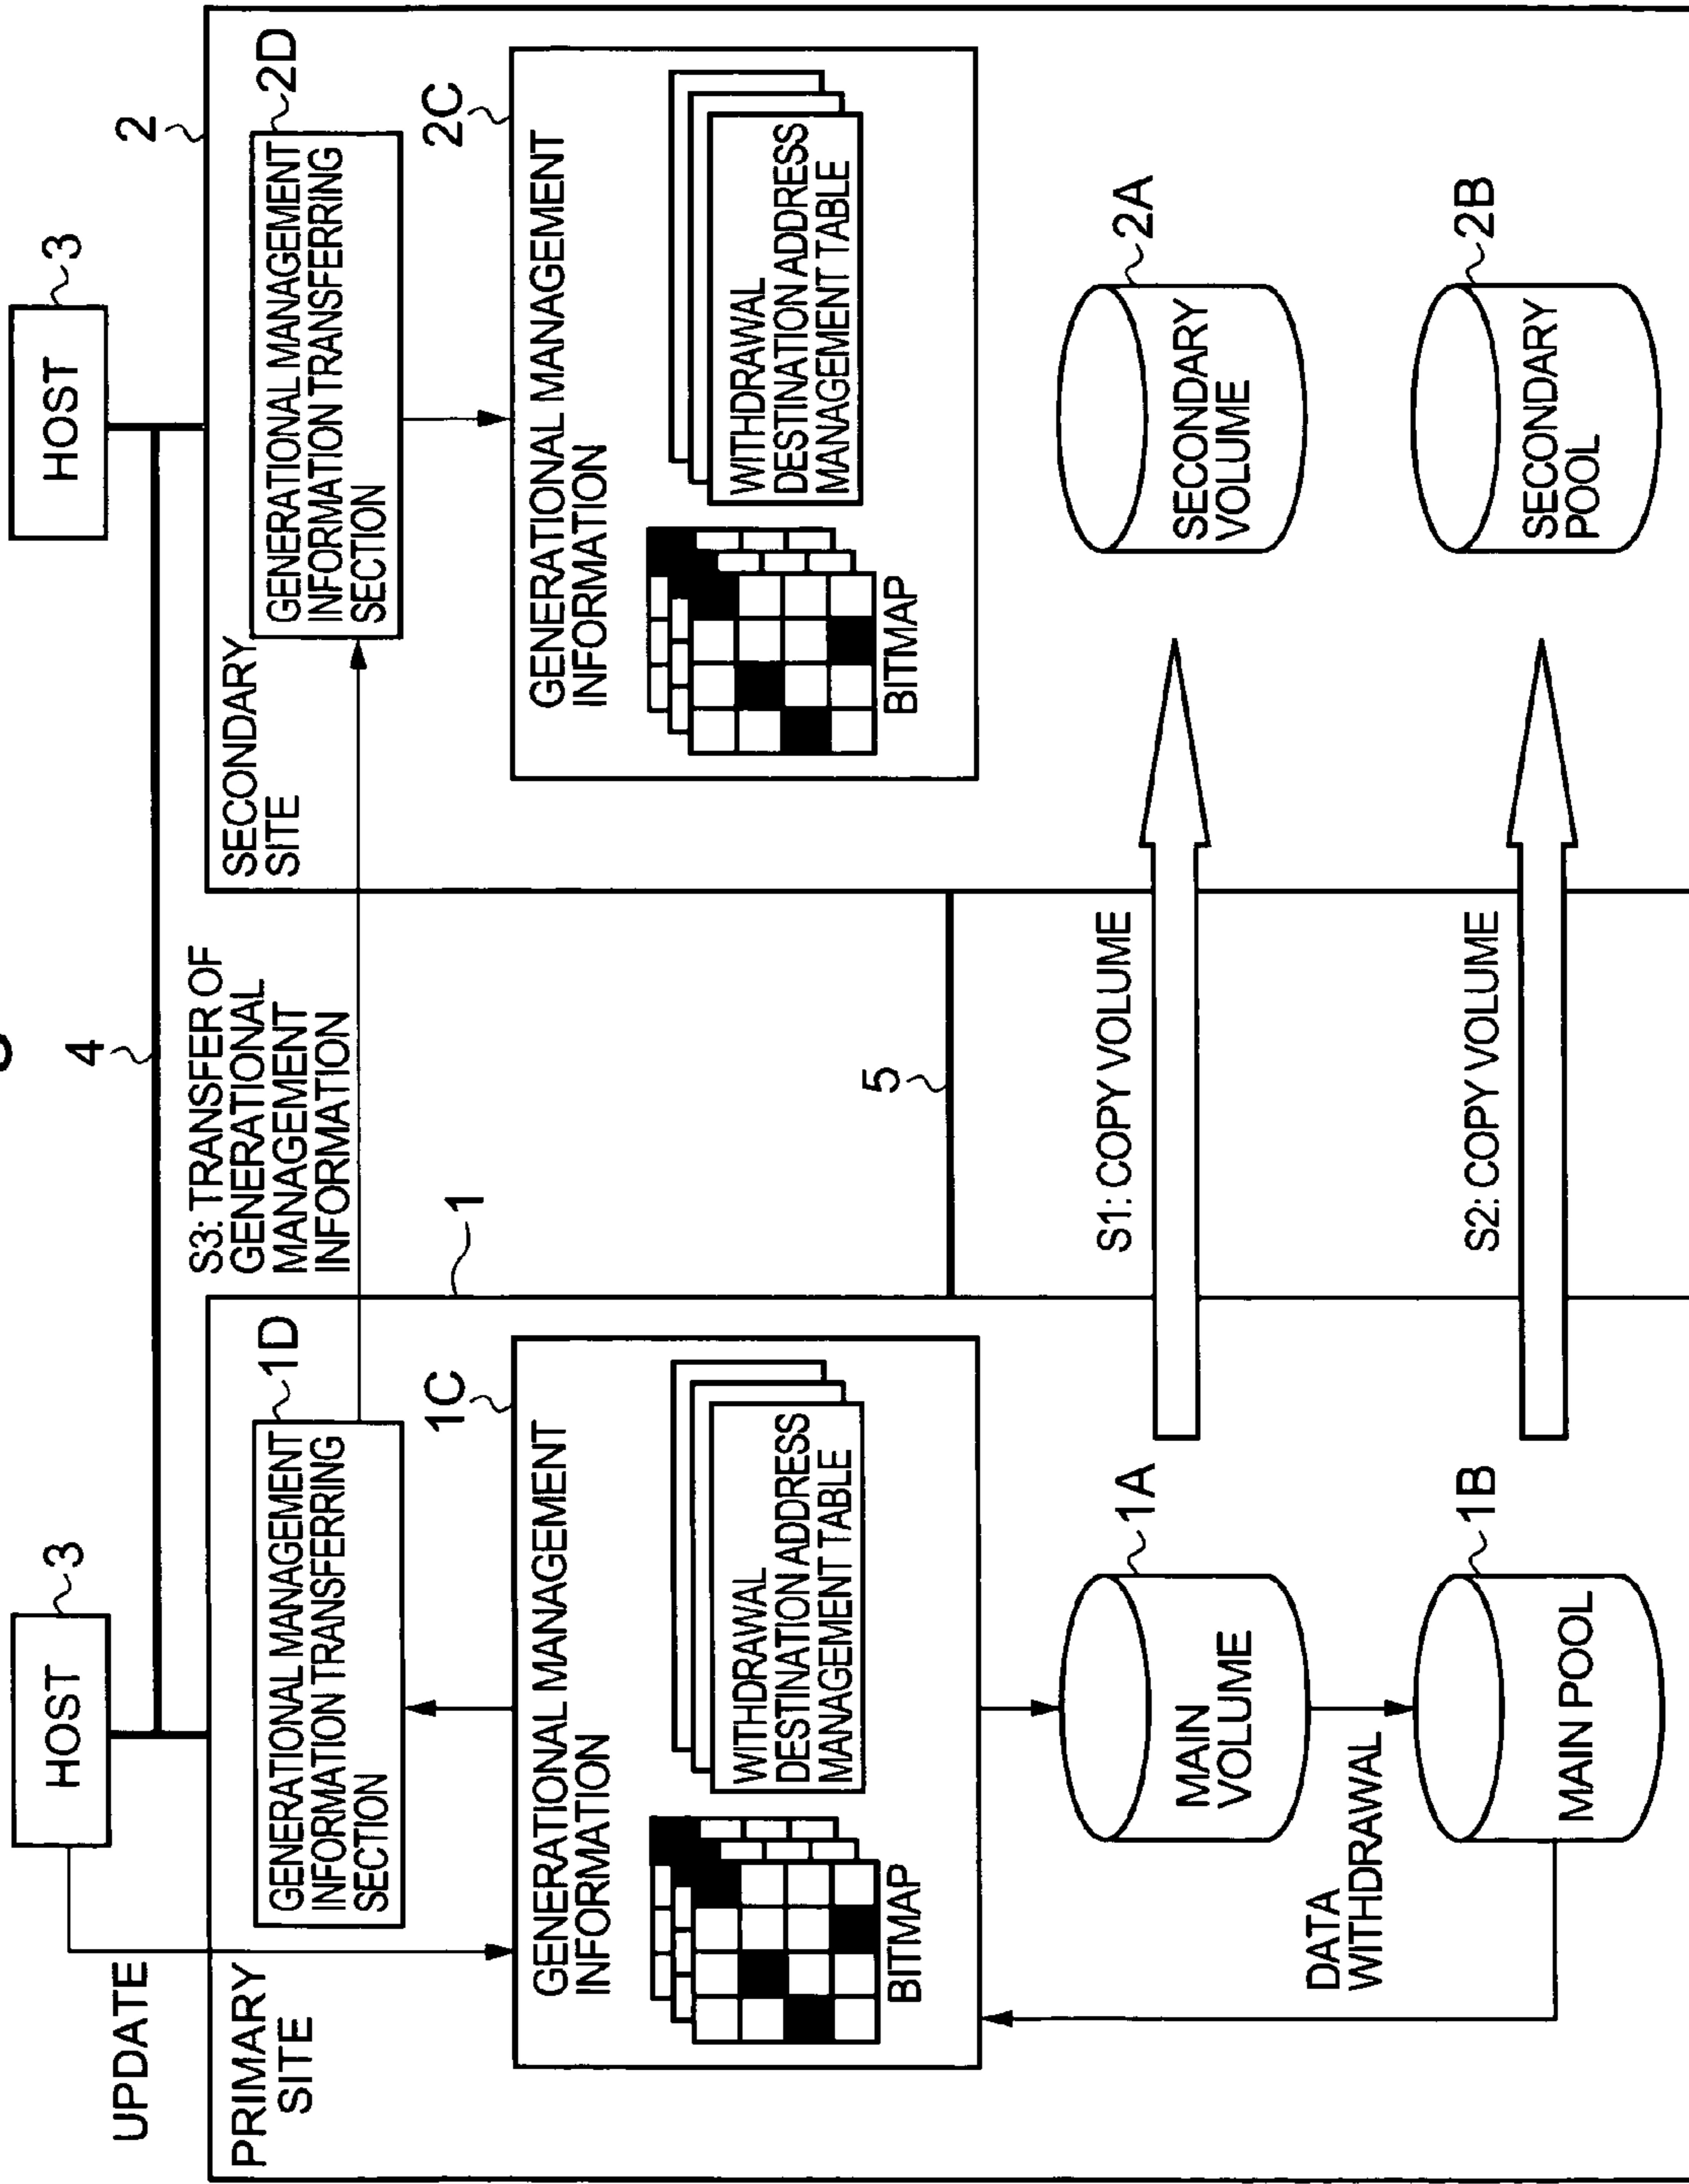 HOST
3
HOST
3
4
UPDATE
PRIMARY
SITE
1D
GENERATIONAL MANAGEMENT
INFORMATION TRANSFERRING
SECTION
S3: TRANSFER OF
GENERATIONAL
MANAGEMENT
INFORMATION
SECONDARY
SITE
2
2D
GENERATIONAL MANAGEMENT
INFORMATION TRANSFERRING
SECTION
1
1C
GENERATIONAL MANAGEMENT
INFORMATION
WITHDRAWAL
DESTINATION ADDRESS
MANAGEMENT TABLE
BITMAP
2C
GENERATIONAL MANAGEMENT
INFORMATION
WITHDRAWAL
DESTINATION ADDRESS
MANAGEMENT TABLE
BITMAP
5
1A
MAIN
VOLUME
S1: COPY VOLUME
2A
SECONDARY
VOLUME
DATA
WITHDRAWAL
1B
MAIN POOL
S2: COPY VOLUME
2B
SECONDARY
POOL